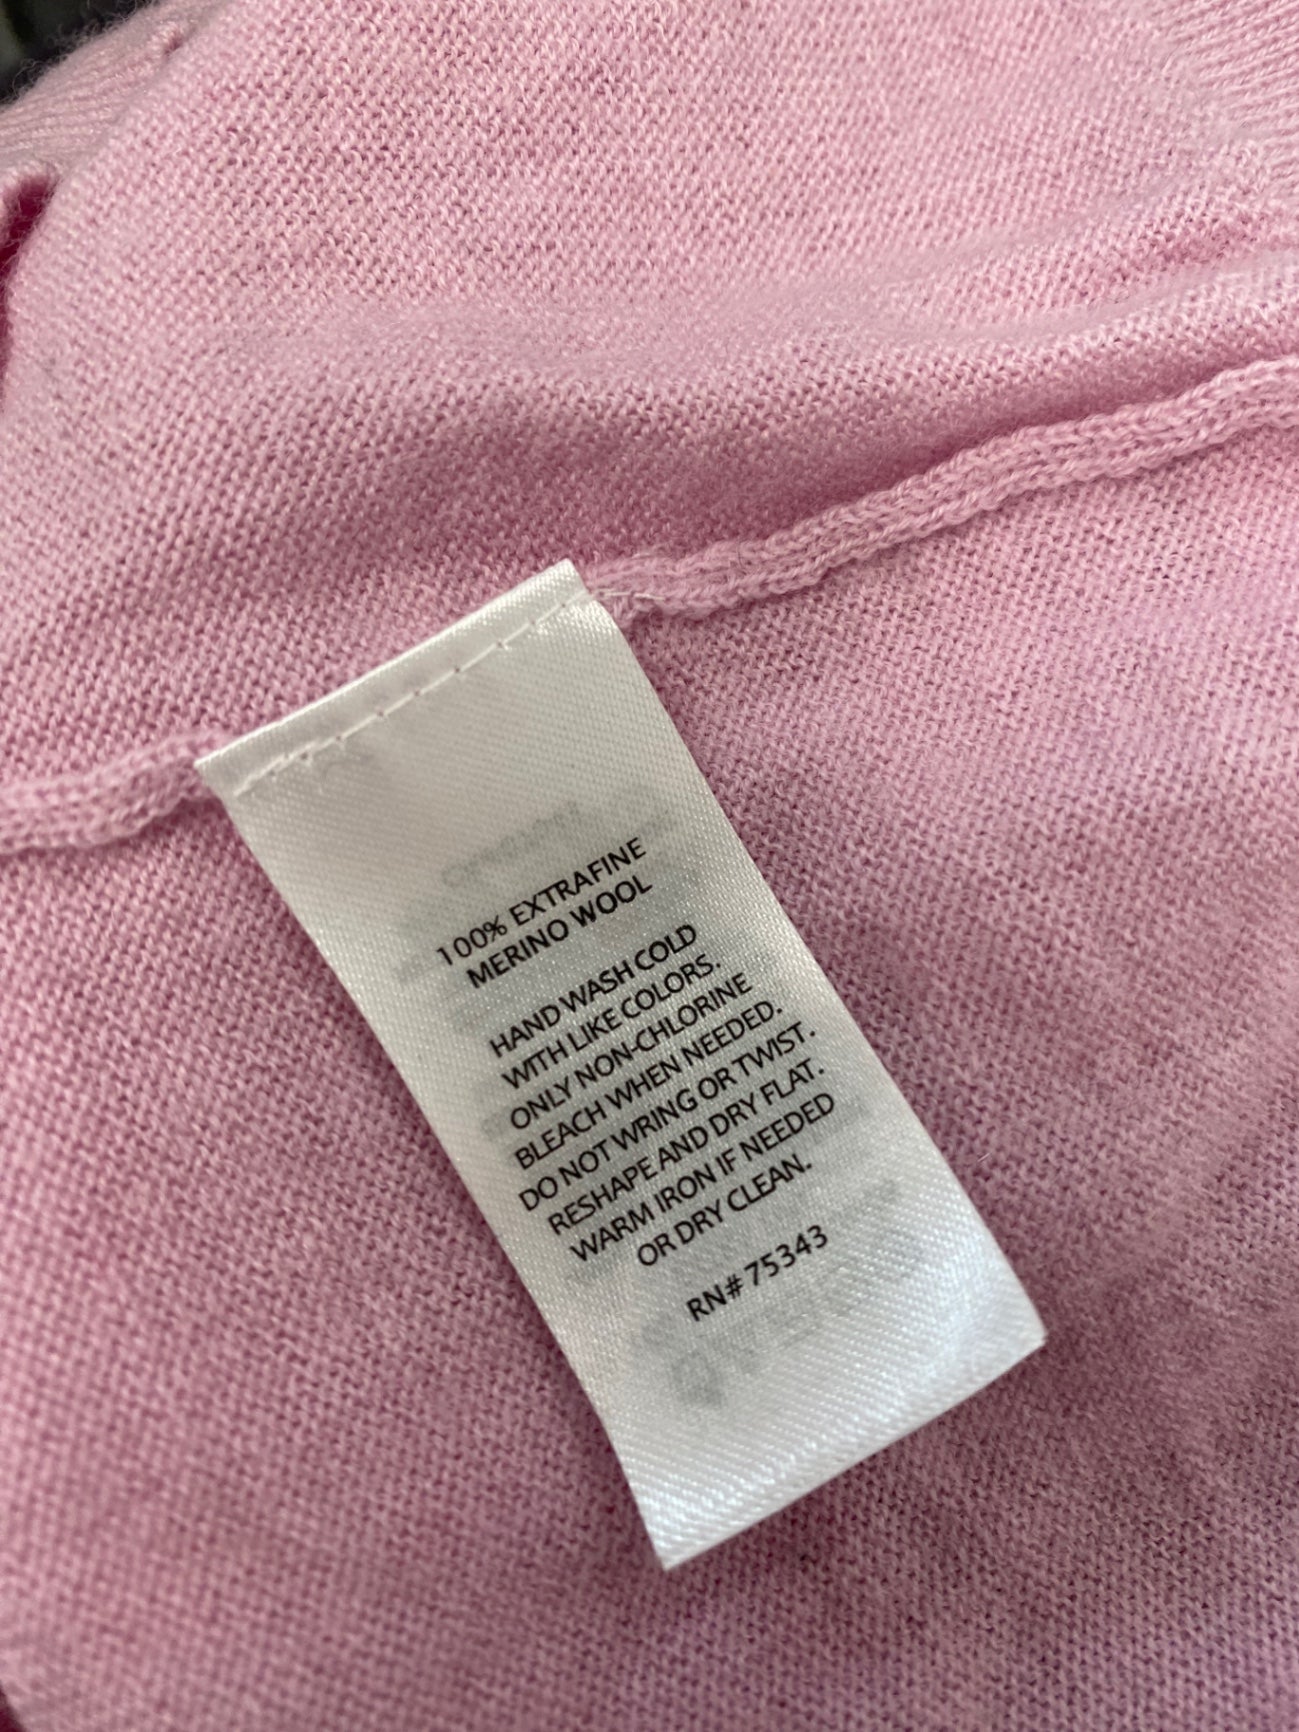 100% EXTRAFINE
MERINO WOOL
HAND WASH COLD
WITH LIKE COLORS.
ONLY NON-CHLORINE
BLEACH WHEN NEEDED.
DO NOT WRING OR TWIST.
RESHAPE AND DRY FLAT.
WARM IRON IF NEEDED
OR DRY CLEAN.
RN# 75343